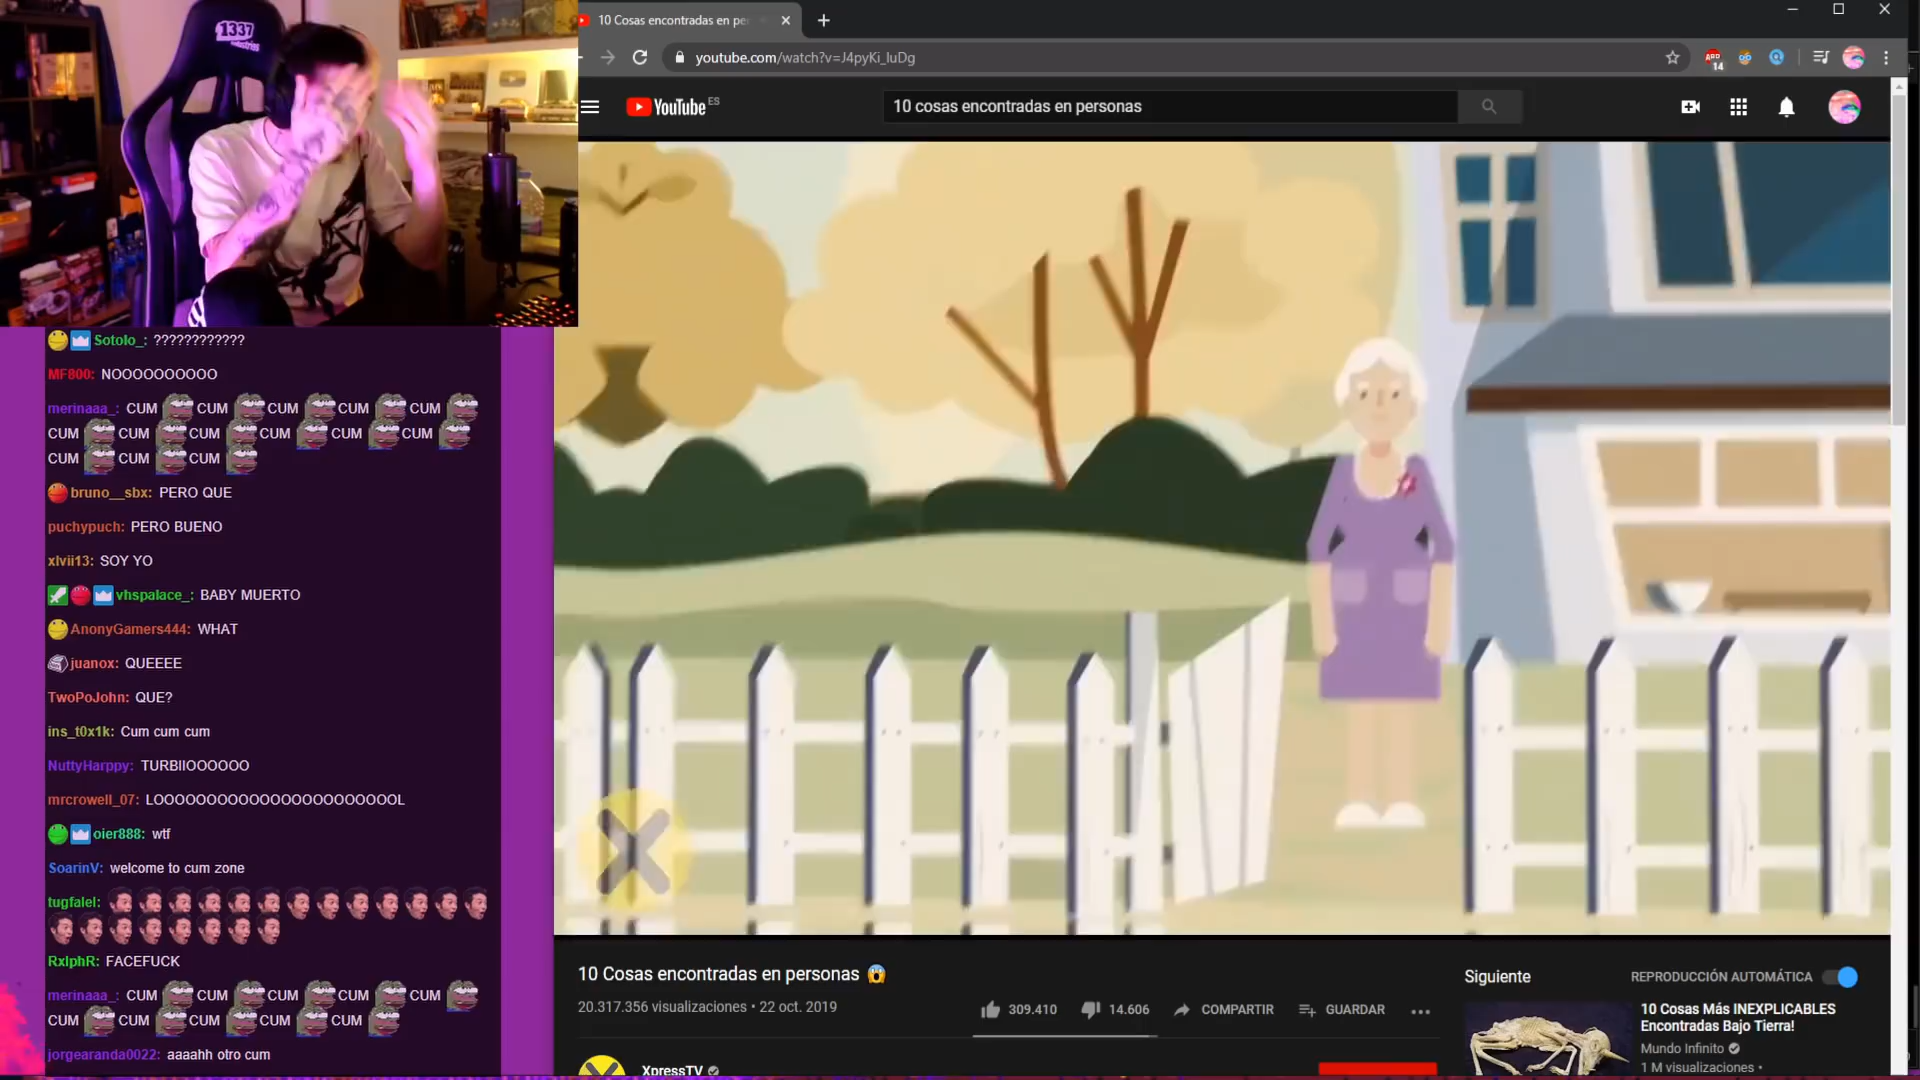 1337
industries
10 Cosas encontradas en pe
youtube.com/watch?v=J4pyKi_luDg
14
YouTube ES
10 cosas encontradas en personas
Sotolo_: ????????????
MF800: NOOOOOOOOOO
merinaaa_: CUM CUM CUM CUM CUM
CUM CUM CUM CUM CUM CUM
CUM CUM CUM
bruno__sbx: PERO QUE
puchypuch: PERO BUENO
xlvii13: SOY YO
vhspalace_: BABY MUERTO
AnonyGamers444: WHAT
juanox: QUEEEE
TwoPoJohn: QUE?
ins_t0x1k: Cum cum cum
NuttyHarppy: TURBIIOOOOOO
mrcrowell_07: LOOOOOOOOOOOOOOOOOOOOOOOL
oier888: wtf
SoarinV: welcome to cum zone
tugfalel:
RxlphR: FACEFUCK
merinaaa_: CUM CUM CUM CUM CUM
CUM CUM CUM CUM CUM
jorgearanda0022: aaaahh otro cum
X
10 Cosas encontradas en personas
20.317.356 visualizaciones • 22 oct. 2019
309.410 14.606 COMPARTIR GUARDAR
XpressTV
Siguiente REPRODUCCIÓN AUTOMÁTICA
10 Cosas Más INEXPLICABLES
Encontradas Bajo Tierra!
Mundo Infinito
1 M visualizaciones •